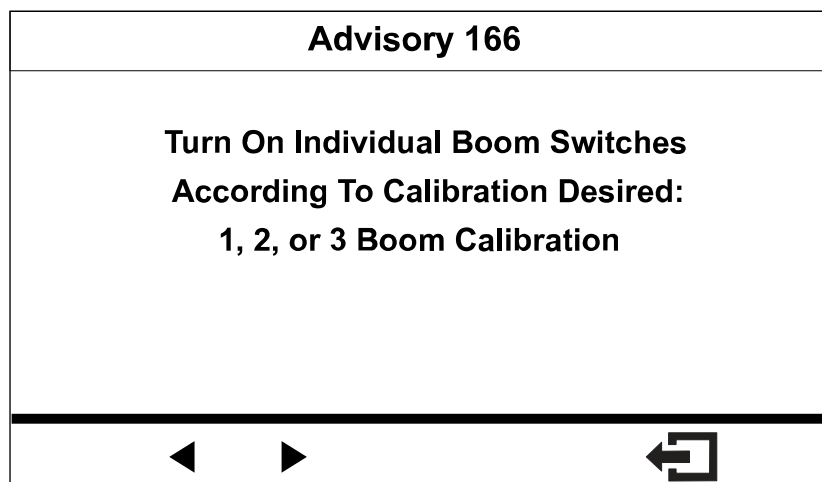 Advisory 166
Turn On Individual Boom Switches
According To Calibration Desired:
1, 2, or 3 Boom Calibration